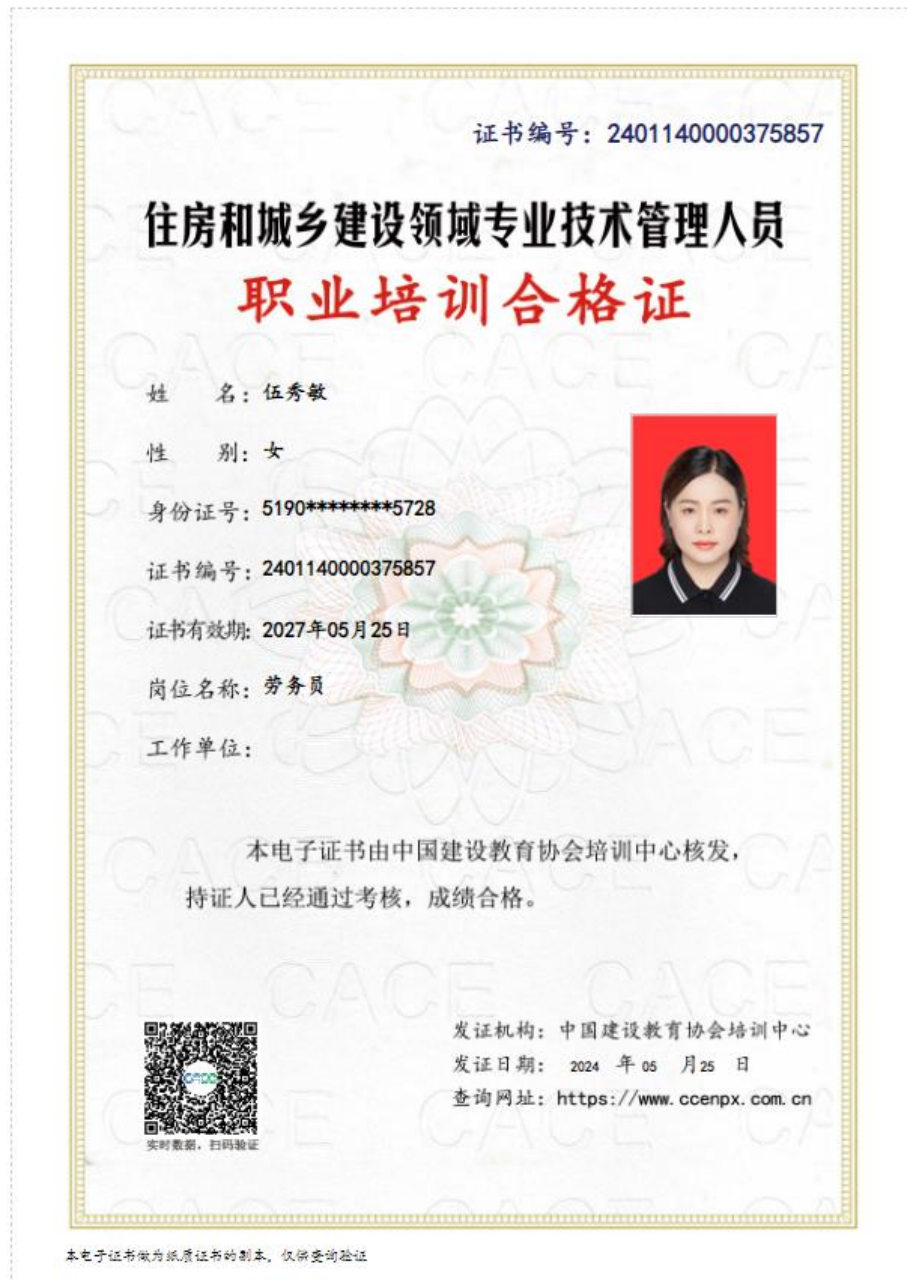 证书编号：2401140000375857
住房和城乡建设领域专业技术管理人员
职业培训合格证
姓 名：伍秀敏
性 别：女
身份证号：5190********5728
证书编号：2401140000375857
证书有效期：2027年05月25日
岗位名称：劳务员
工作单位：
本电子证书由中国建设教育协会培训中心核发，
持证人已经通过考核，成绩合格。
发证机构：中国建设教育协会培训中心
发证日期： 2024 年 05 月 25 日
查询网址：https://www.ccenpx.com.cn
实时数据，扫码验证
本电子证书做为纸质证书的副本，仅供查询验证
CACE